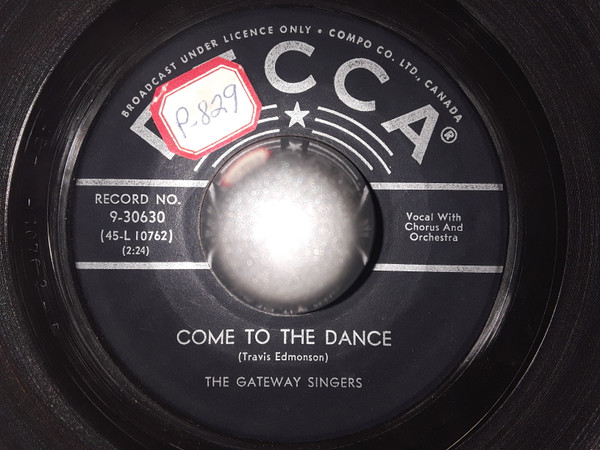 BROADCAST UNDER LICENCE ONLY • COMPO CO. LTD., CANADA
DECCA®
P-829
RECORD NO.
9-30630
(45-L 10762)
(2:24)
Vocal With
Chorus And
Orchestra
COME TO THE DANCE
(Travis Edmonson)
THE GATEWAY SINGERS